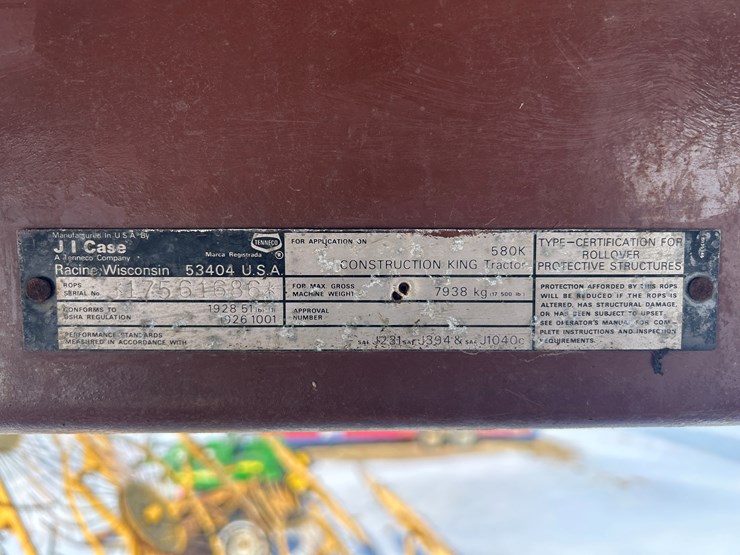 Manufactured in U.S.A. By
J I Case
A Tenneco Company
TENNECO
Marca Registrada
Racine, Wisconsin 53404 U.S.A.
ROPS
SERIAL No.
CONFORMS TO
OSHA REGULATION
1928 51
1926 1001
PERFORMANCE STANDARDS
MEASURED IN ACCORDANCE WITH
SAE J231 SAE J394 & SAE J1040c
FOR APPLICATION ON
580K
CONSTRUCTION KING Tractor
FOR MAX GROSS
MACHINE WEIGHT
7938 kg (17 500 lb)
APPROVAL
NUMBER
TYPE-CERTIFICATION FOR
ROLLOVER
PROTECTIVE STRUCTURES
PROTECTION AFFORDED BY THIS ROPS
WILL BE REDUCED IF THE ROPS IS
ALTERED, HAS STRUCTURAL DAMAGE,
OR HAS BEEN SUBJECT TO UPSET
SEE OPERATOR'S MANUAL FOR COM-
PLETE INSTRUCTIONS AND INSPECTION
REQUIREMENTS